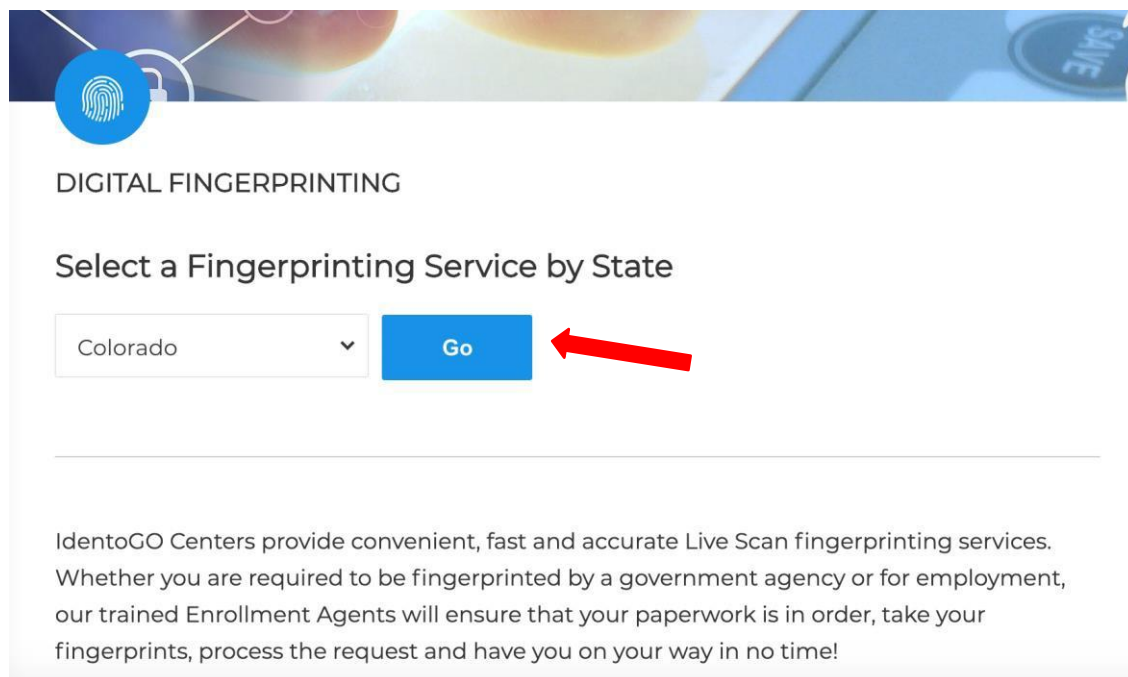 SAVE
DIGITAL FINGERPRINTING
Select a Fingerprinting Service by State
Colorado
Go
IdentoGO Centers provide convenient, fast and accurate Live Scan fingerprinting services.
Whether you are required to be fingerprinted by a government agency or for employment,
our trained Enrollment Agents will ensure that your paperwork is in order, take your
fingerprints, process the request and have you on your way in no time!